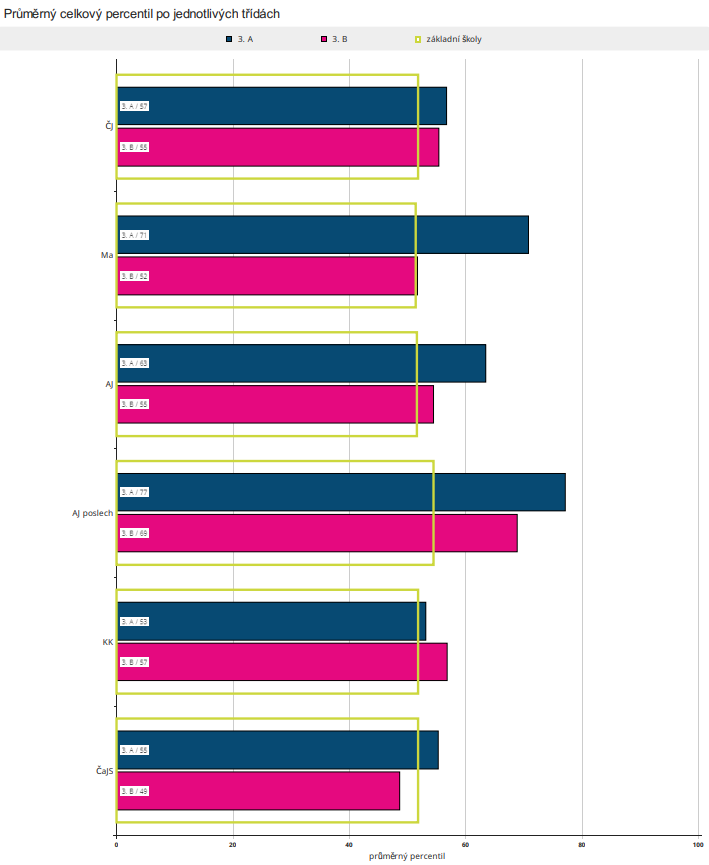 Průměrný celkový percentil po jednotlivých třídách
3. A 3. B základní školy
3. A / 57
ČJ
3. B / 55
3. A / 71
Ma
3. B / 52
3. A / 63
AJ
3. B / 55
3. A / 77
AJ poslech
3. B / 69
3. A / 53
KK
3. B / 57
3. A / 55
ČaJS
3. B / 49
0 20 40 60 80 100
průměrný percentil